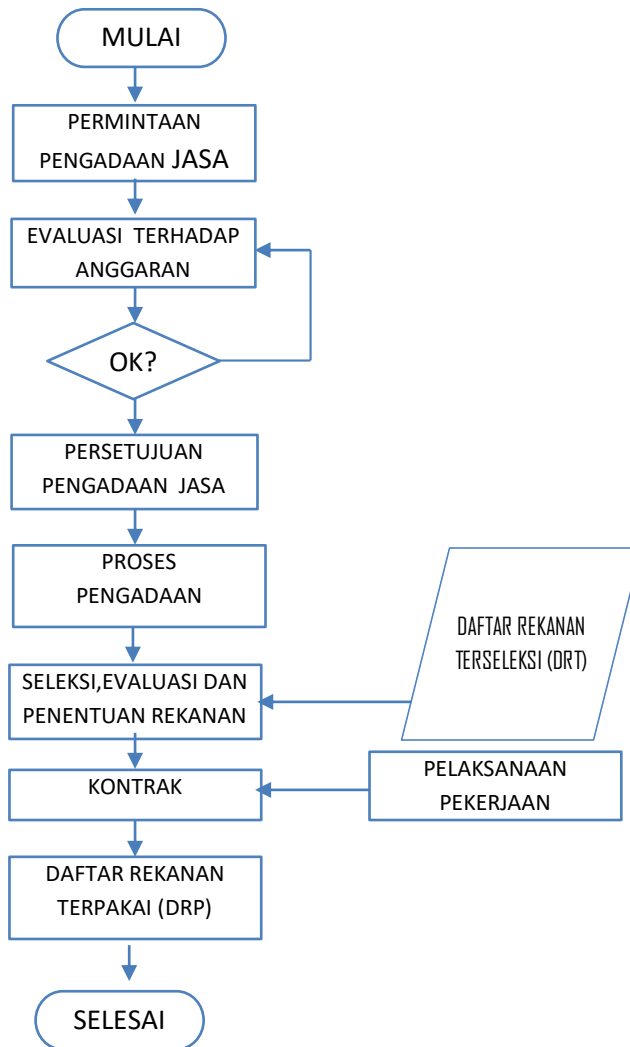 MULAI
PERMINTAAN
PENGADAAN JASA
EVALUASI TERHADAP
ANGGARAN
OK?
PERSETUJUAN
PENGADAAN JASA
PROSES
PENGADAAN
DAFTAR REKANAN
TERSELEKSI (DRT)
SELEKSI,EVALUASI DAN
PENENTUAN REKANAN
KONTRAK
PELAKSANAAN
PEKERJAAN
DAFTAR REKANAN
TERPAKAI (DRP)
SELESAI